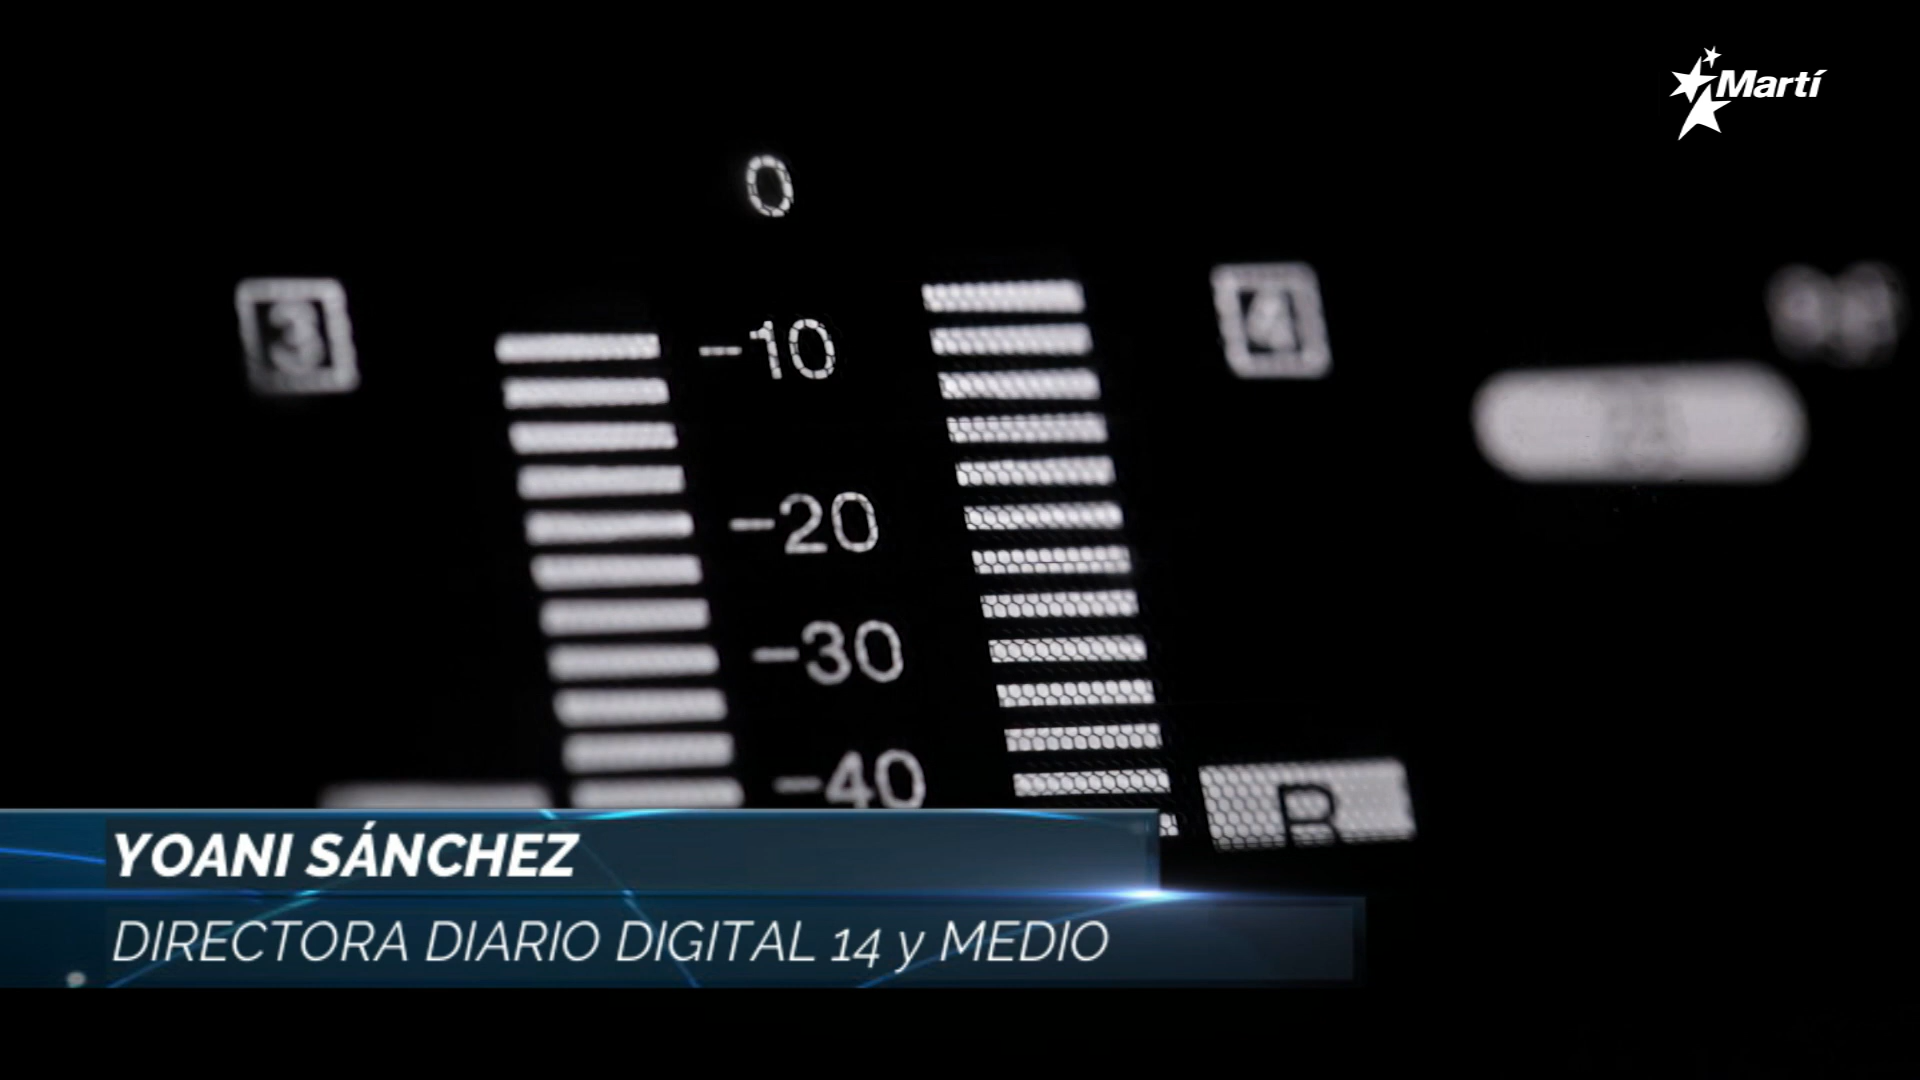 Martí
0
3
4
-10
-20
-30
-40
R
YOANI SÁNCHEZ
DIRECTORA DIARIO DIGITAL 14 y MEDIO